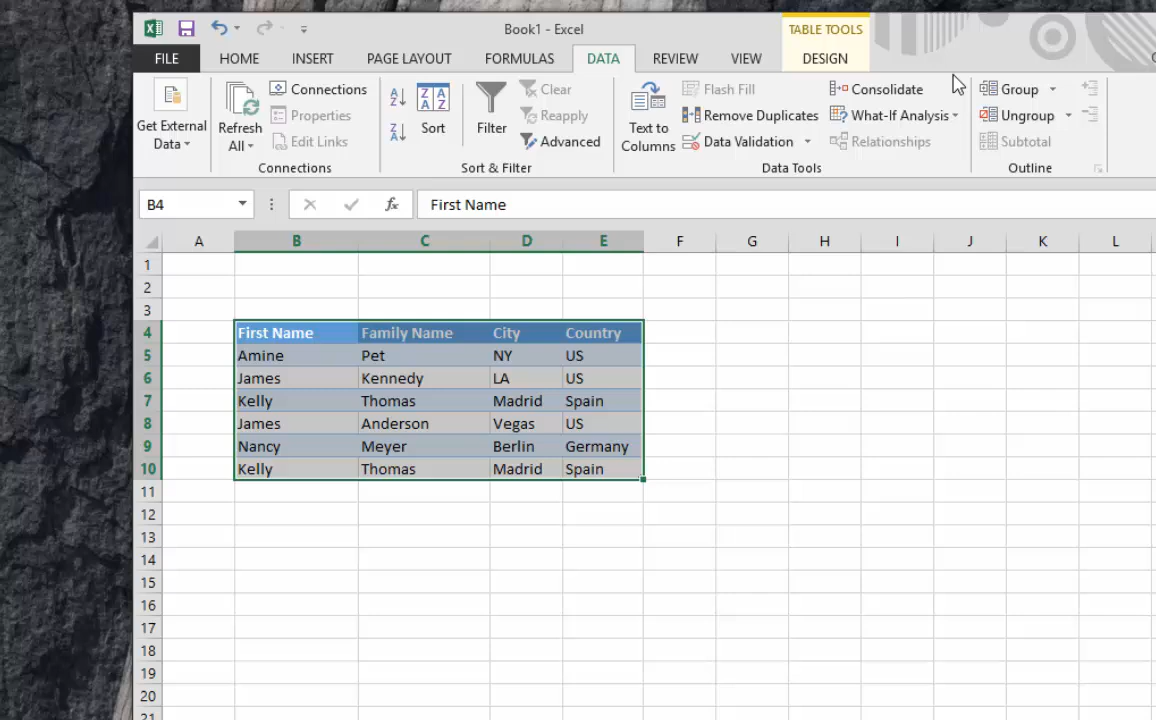 Book1 - Excel
TABLE TOOLS
FILE HOME INSERT PAGE LAYOUT FORMULAS DATA REVIEW VIEW DESIGN
Get External Data
Refresh All
Connections
Properties
Edit Links
Connections
Sort
Filter
Clear
Reapply
Advanced
Sort & Filter
Text to Columns
Flash Fill
Remove Duplicates
Data Validation
Consolidate
What-If Analysis
Relationships
Data Tools
Group
Ungroup
Subtotal
Outline
B4 fx First Name
A B C D E F G H I J K L
1
2
3
4 First Name Family Name City Country
5 Amine Pet NY US
6 James Kennedy LA US
7 Kelly Thomas Madrid Spain
8 James Anderson Vegas US
9 Nancy Meyer Berlin Germany
10 Kelly Thomas Madrid Spain
11
12
13
14
15
16
17
18
19
20
21